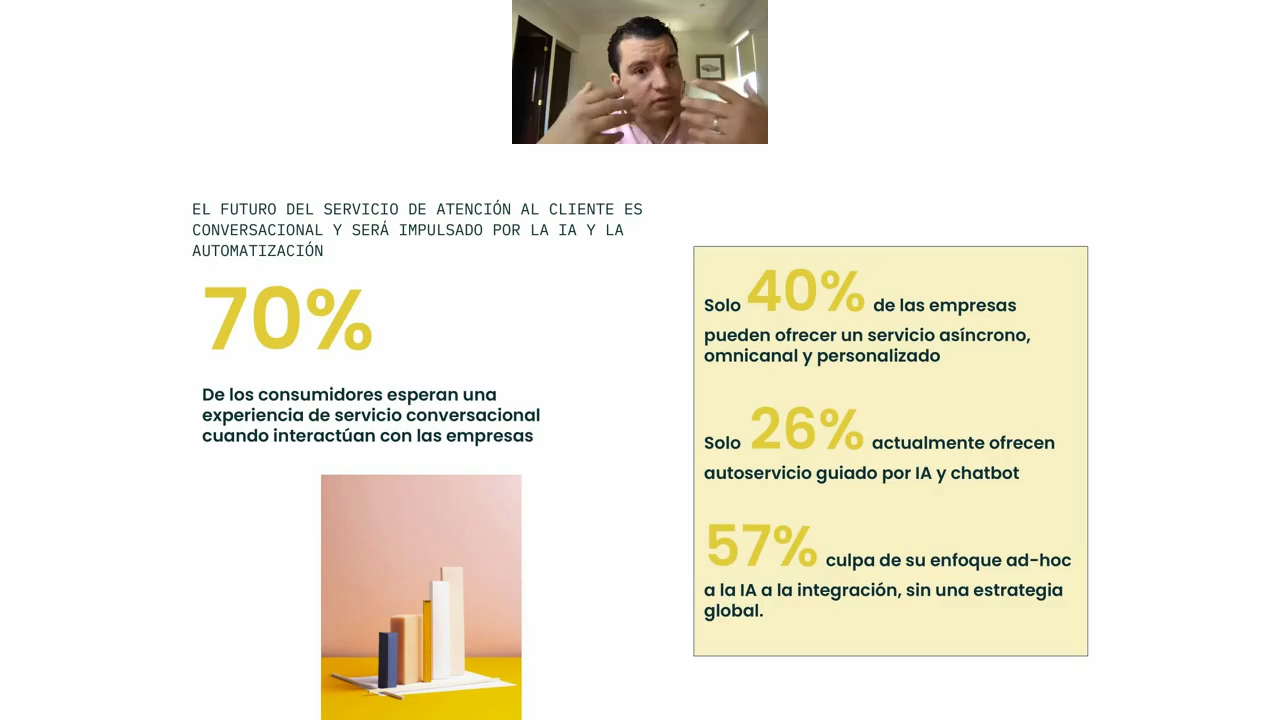 EL FUTURO DEL SERVICIO DE ATENCIÓN AL CLIENTE ES
CONVERSACIONAL Y SERÁ IMPULSADO POR LA IA Y LA
AUTOMATIZACIÓN
70%
De los consumidores esperan una
experiencia de servicio conversacional
cuando interactúan con las empresas
Solo 40% de las empresas
pueden ofrecer un servicio asíncrono,
omnicanal y personalizado
Solo 26% actualmente ofrecen
autoservicio guiado por IA y chatbot
57% culpa de su enfoque ad-hoc
a la IA a la integración, sin una estrategia
global.